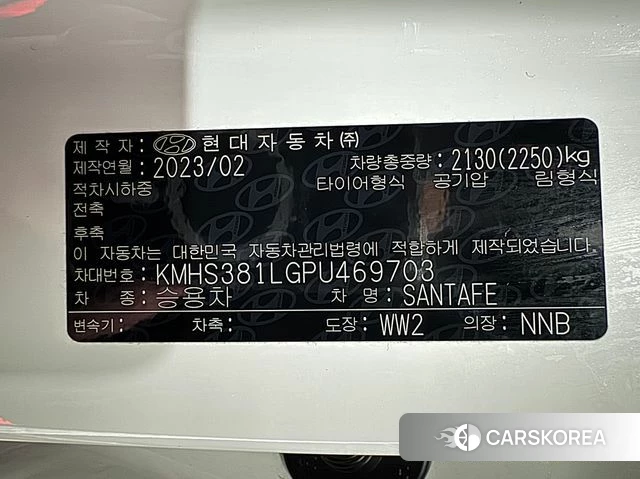 제 작 자: 현대자동차(주)
제작연월: 2023/02 차량총중량: 2130(2250)kg
적차시하중 타이어형식 공기압 림형식
전축
후축
이 자동차는 대한민국 자동차관리법령에 적합하게 제작되었습니다.
차대번호: KMHS381LGPU469703
차 종: 승용차 차 명: SANTAFE
변속기: 차축: 도장: WW2 의장: NNB
CARSKOREA